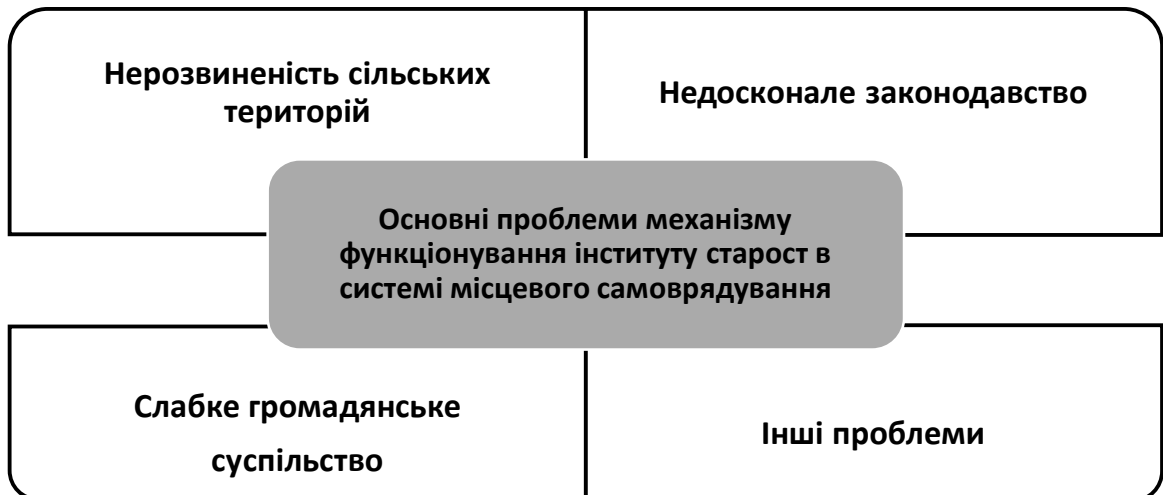 Нерозвиненість сільських
територій
Недосконале законодавство
Основні проблеми механізму
функціонування інституту старост в
системі місцевого самоврядування
Слабке громадянське
суспільство
Інші проблеми